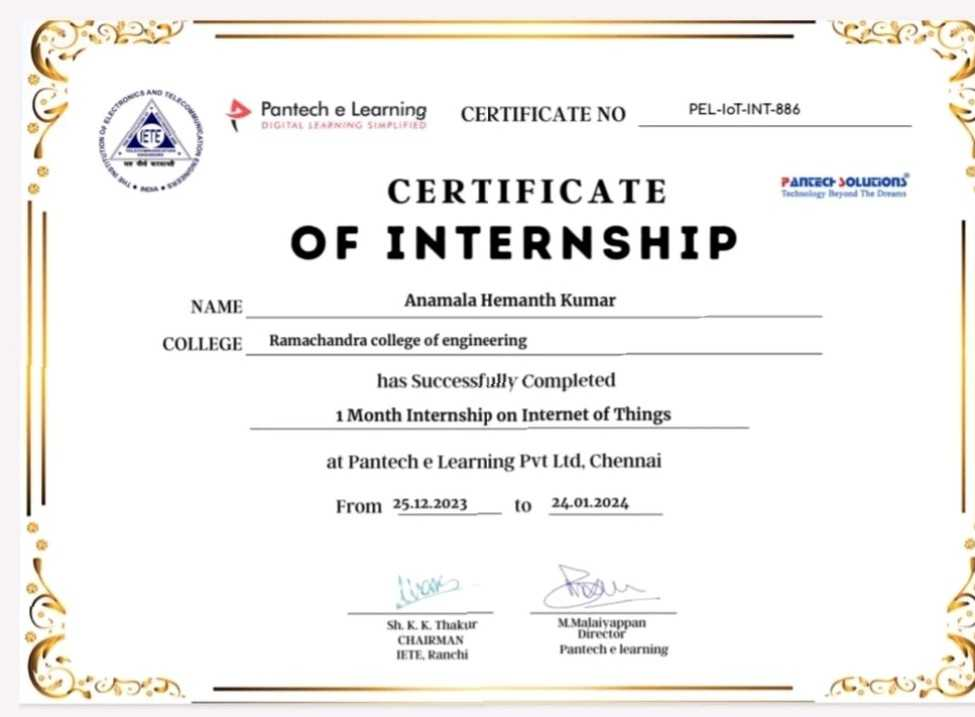 THE INSTITUTION OF ELECTRONICS AND TELECOMMUNICATION ENGINEERS
INDIA
IETE
Pantech e Learning
DIGITAL LEARNING SIMPLIFIED
CERTIFICATE NO PEL-IoT-INT-886
PANTECH SOLUTIONS®
Technology Beyond The Dreams
CERTIFICATE
OF INTERNSHIP
NAME Anamala Hemanth Kumar
COLLEGE Ramachandra college of engineering
has Successfully Completed
1 Month Internship on Internet of Things
at Pantech e Learning Pvt Ltd, Chennai
From 25.12.2023 to 24.01.2024
Sh. K. K. Thakur
CHAIRMAN
IETE, Ranchi
M.Malaiyappan
Director
Pantech e learning